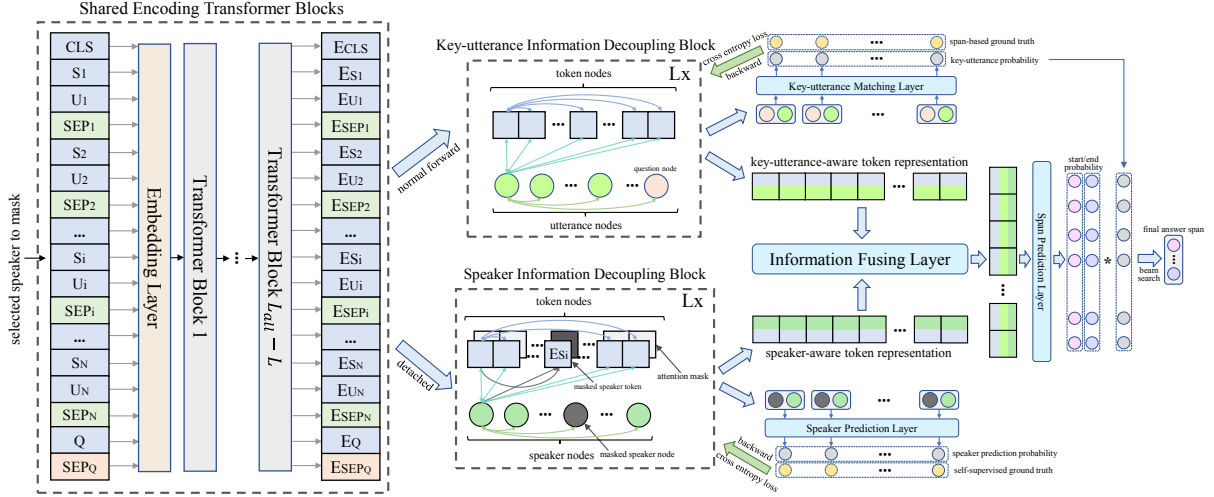 Shared Encoding Transformer Blocks
selected speaker to mask
CLS
S1
U1
SEP1
S2
U2
SEP2
...
Si
Ui
SEPi
...
SN
UN
SEPN
Q
SEPQ
Embedding Layer
Transformer Block 1
...
Transformer Block Lall − L
ECLS
ES1
EU1
ESEP1
ES2
EU2
ESEP2
...
ESi
EUi
ESEPi
...
ESN
EUN
ESEPN
EQ
ESEPQ
normal forward
detached
Key-utterance Information Decoupling Block
Lx
token nodes
...
...
question node
...
utterance nodes
Speaker Information Decoupling Block
Lx
token nodes
...
...
ESi
attention mask
masked speaker token
...
...
masked speaker node
speaker nodes
cross entropy loss
backward
...
span-based ground truth
...
key-utterance probability
Key-utterance Matching Layer
...
key-utterance-aware token representation
...
Information Fusing Layer
...
speaker-aware token representation
...
Speaker Prediction Layer
backward
cross entropy loss
...
speaker prediction probability
...
self-supervised ground truth
...
Span Prediction Layer
start/end
probability
...
*
...
beam
search
final answer span
...